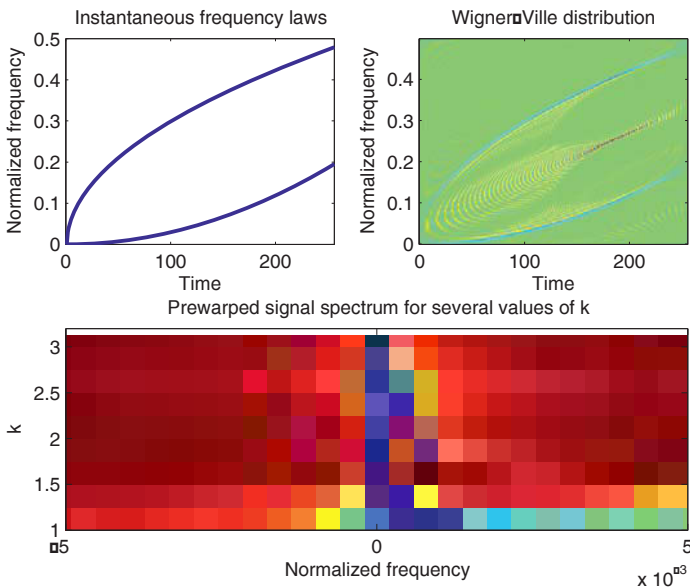 Instantaneous frequency laws
Normalized frequency
0.5
0.4
0.3
0.2
0.1
0
0
100
200
Time
Wigner▯Ville distribution
Normalized frequency
0.4
0.3
0.2
0.1
0
0
100
200
Time
Prewarped signal spectrum for several values of k
k
3
2.5
2
1.5
1
▯5
0
5
x 10▯3
Normalized frequency